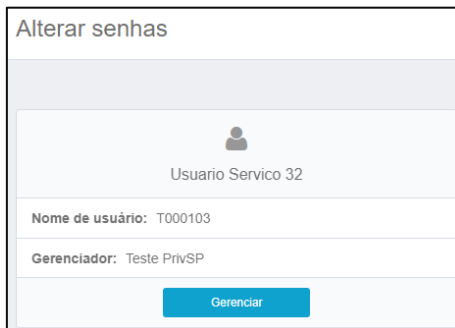 Alterar senhas
Usuario Servico 32
Nome de usuário: T000103
Gerenciador: Teste PrivSP
Gerenciar